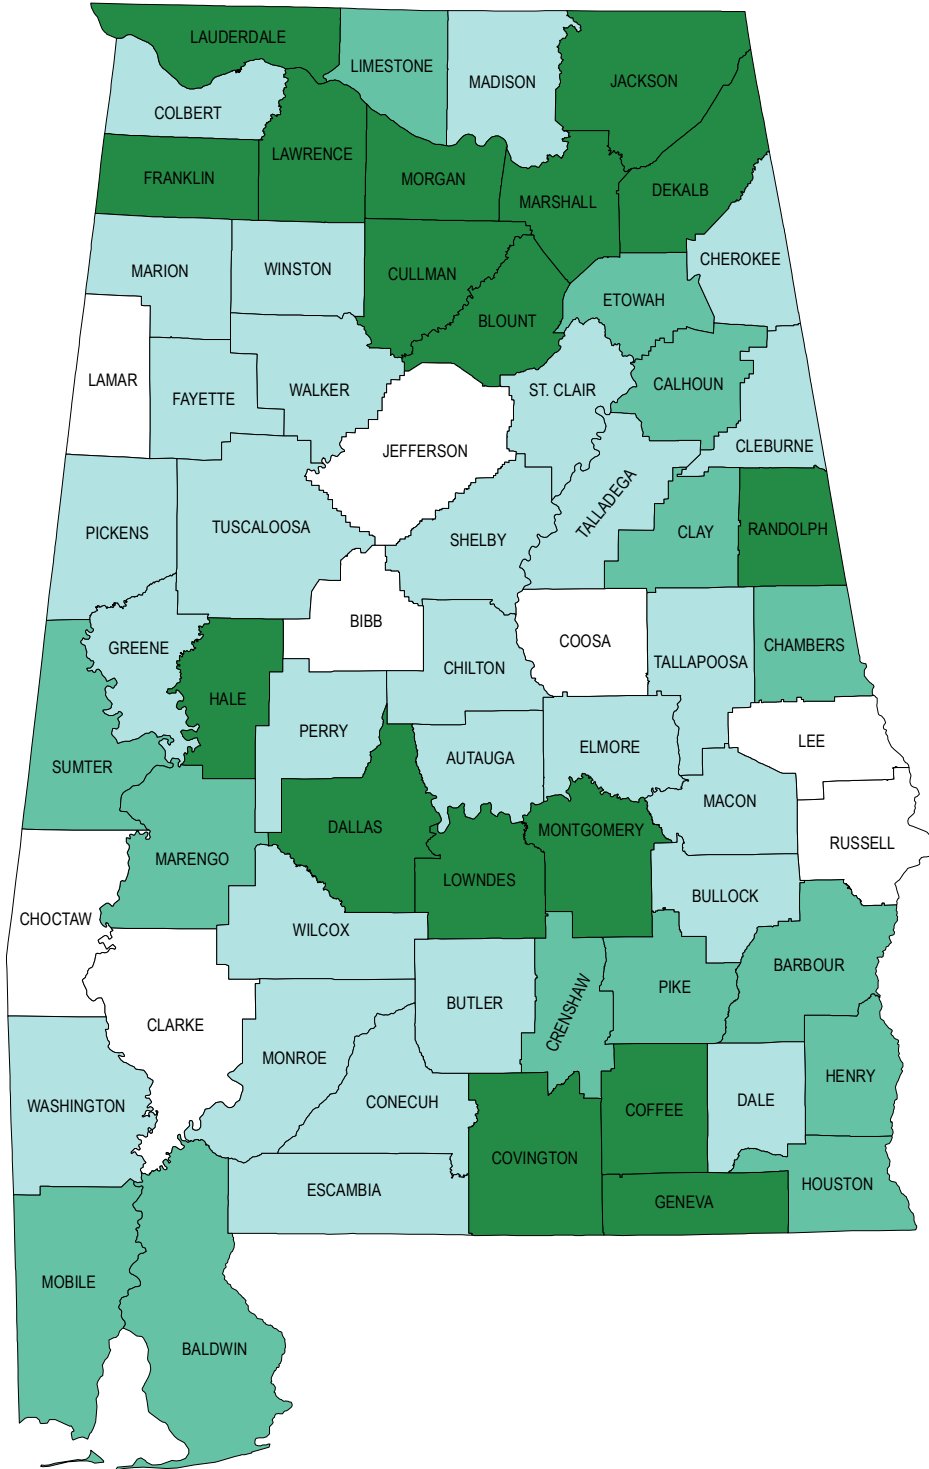 LAUDERDALE
LIMESTONE
MADISON
JACKSON
COLBERT
LAWRENCE
FRANKLIN
MORGAN
MARSHALL
DEKALB
CHEROKEE
MARION
WINSTON
CULLMAN
ETOWAH
BLOUNT
LAMAR
FAYETTE
WALKER
ST. CLAIR
CALHOUN
JEFFERSON
CLEBURNE
PICKENS
TUSCALOOSA
SHELBY
TALLADEGA
CLAY
RANDOLPH
BIBB
GREENE
COOSA
CHAMBERS
TALLAPOOSA
CHILTON
HALE
PERRY
LEE
ELMORE
AUTAUGA
SUMTER
MACON
DALLAS
MONTGOMERY
RUSSELL
MARENGO
LOWNDES
BULLOCK
CHOCTAW
WILCOX
BARBOUR
PIKE
BUTLER
CRENSHAW
CLARKE
MONROE
HENRY
WASHINGTON
CONECUH
COFFEE
DALE
COVINGTON
HOUSTON
ESCAMBIA
GENEVA
MOBILE
BALDWIN